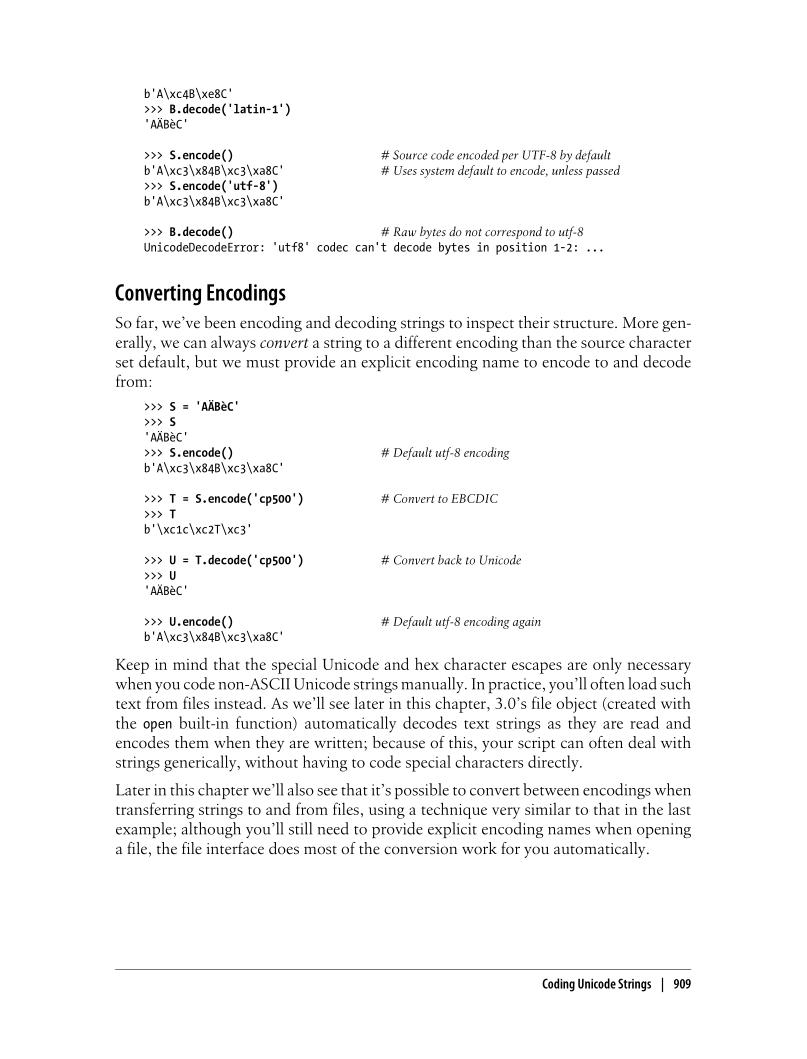 b'A\xc4B\xe8C'
>>> B.decode('latin-1')
'AÄBèC'
>>> S.encode() # Source code encoded per UTF-8 by default
b'A\xc3\x84B\xc3\xa8C' # Uses system default to encode, unless passed
>>> S.encode('utf-8')
b'A\xc3\x84B\xc3\xa8C'
>>> B.decode() # Raw bytes do not correspond to utf-8
UnicodeDecodeError: 'utf8' codec can't decode bytes in position 1-2: ...
Converting Encodings
So far, we've been encoding and decoding strings to inspect their structure. More gen-
erally, we can always convert a string to a different encoding than the source character
set default, but we must provide an explicit encoding name to encode to and decode
from:
>>> S = 'AÄBèC'
>>> S
'AÄBèC'
>>> S.encode() # Default utf-8 encoding
b'A\xc3\x84B\xc3\xa8C'
>>> T = S.encode('cp500') # Convert to EBCDIC
>>> T
b'\xc1c\xc2T\xc3'
>>> U = T.decode('cp500') # Convert back to Unicode
>>> U
'AÄBèC'
>>> U.encode() # Default utf-8 encoding again
b'A\xc3\x84B\xc3\xa8C'
Keep in mind that the special Unicode and hex character escapes are only necessary
when you code non-ASCII Unicode strings manually. In practice, you'll often load such
text from files instead. As we'll see later in this chapter, 3.0's file object (created with
the open built-in function) automatically decodes text strings as they are read and
encodes them when they are written; because of this, your script can often deal with
strings generically, without having to code special characters directly.
Later in this chapter we'll also see that it's possible to convert between encodings when
transferring strings to and from files, using a technique very similar to that in the last
example; although you'll still need to provide explicit encoding names when opening
a file, the file interface does most of the conversion work for you automatically.
Coding Unicode Strings | 909